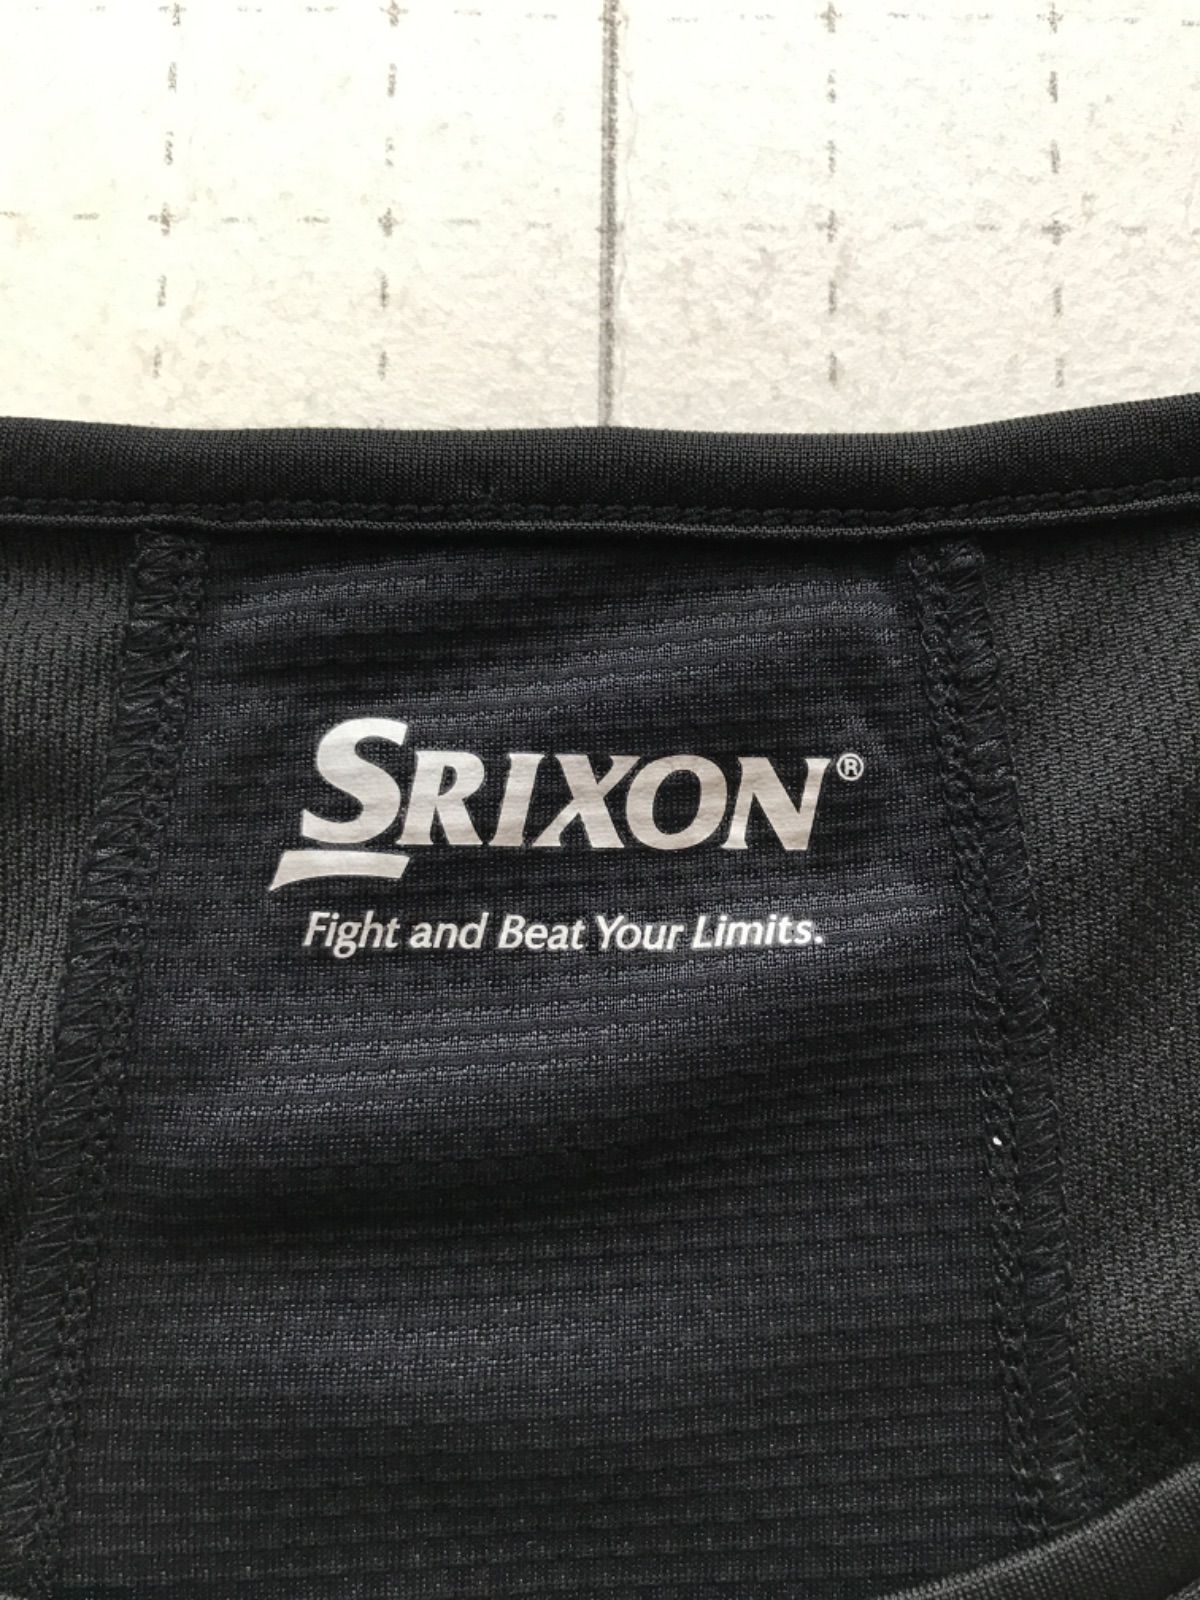 SRIXON®
Fight and Beat Your Limits.